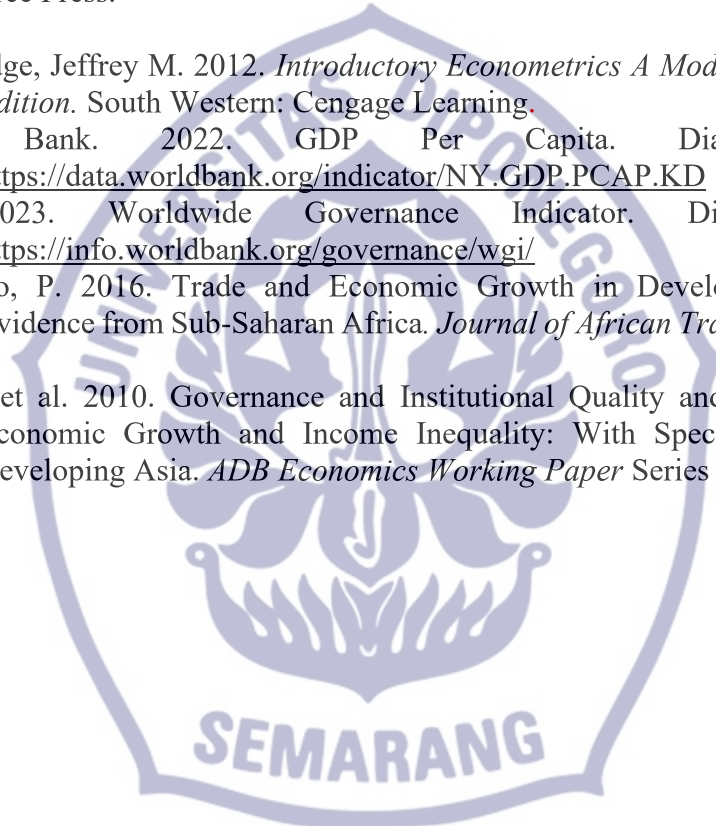 ree Press.
dge, Jeffrey M. 2012. Introductory Econometrics A Mod
dition. South Western: Cengage Learning.
Bank. 2022. GDP Per Capita. Dia
ttps://data.worldbank.org/indicator/NY.GDP.PCAP.KD
023. Worldwide Governance Indicator. Di
ttps://info.worldbank.org/governance/wgi/
o, P. 2016. Trade and Economic Growth in Develo
vidence from Sub-Saharan Africa. Journal of African Tra
et al. 2010. Governance and Institutional Quality and
conomic Growth and Income Inequality: With Spec
eveloping Asia. ADB Economics Working Paper Series
UNIVERSITAS DIPONEGORO
SEMARANG